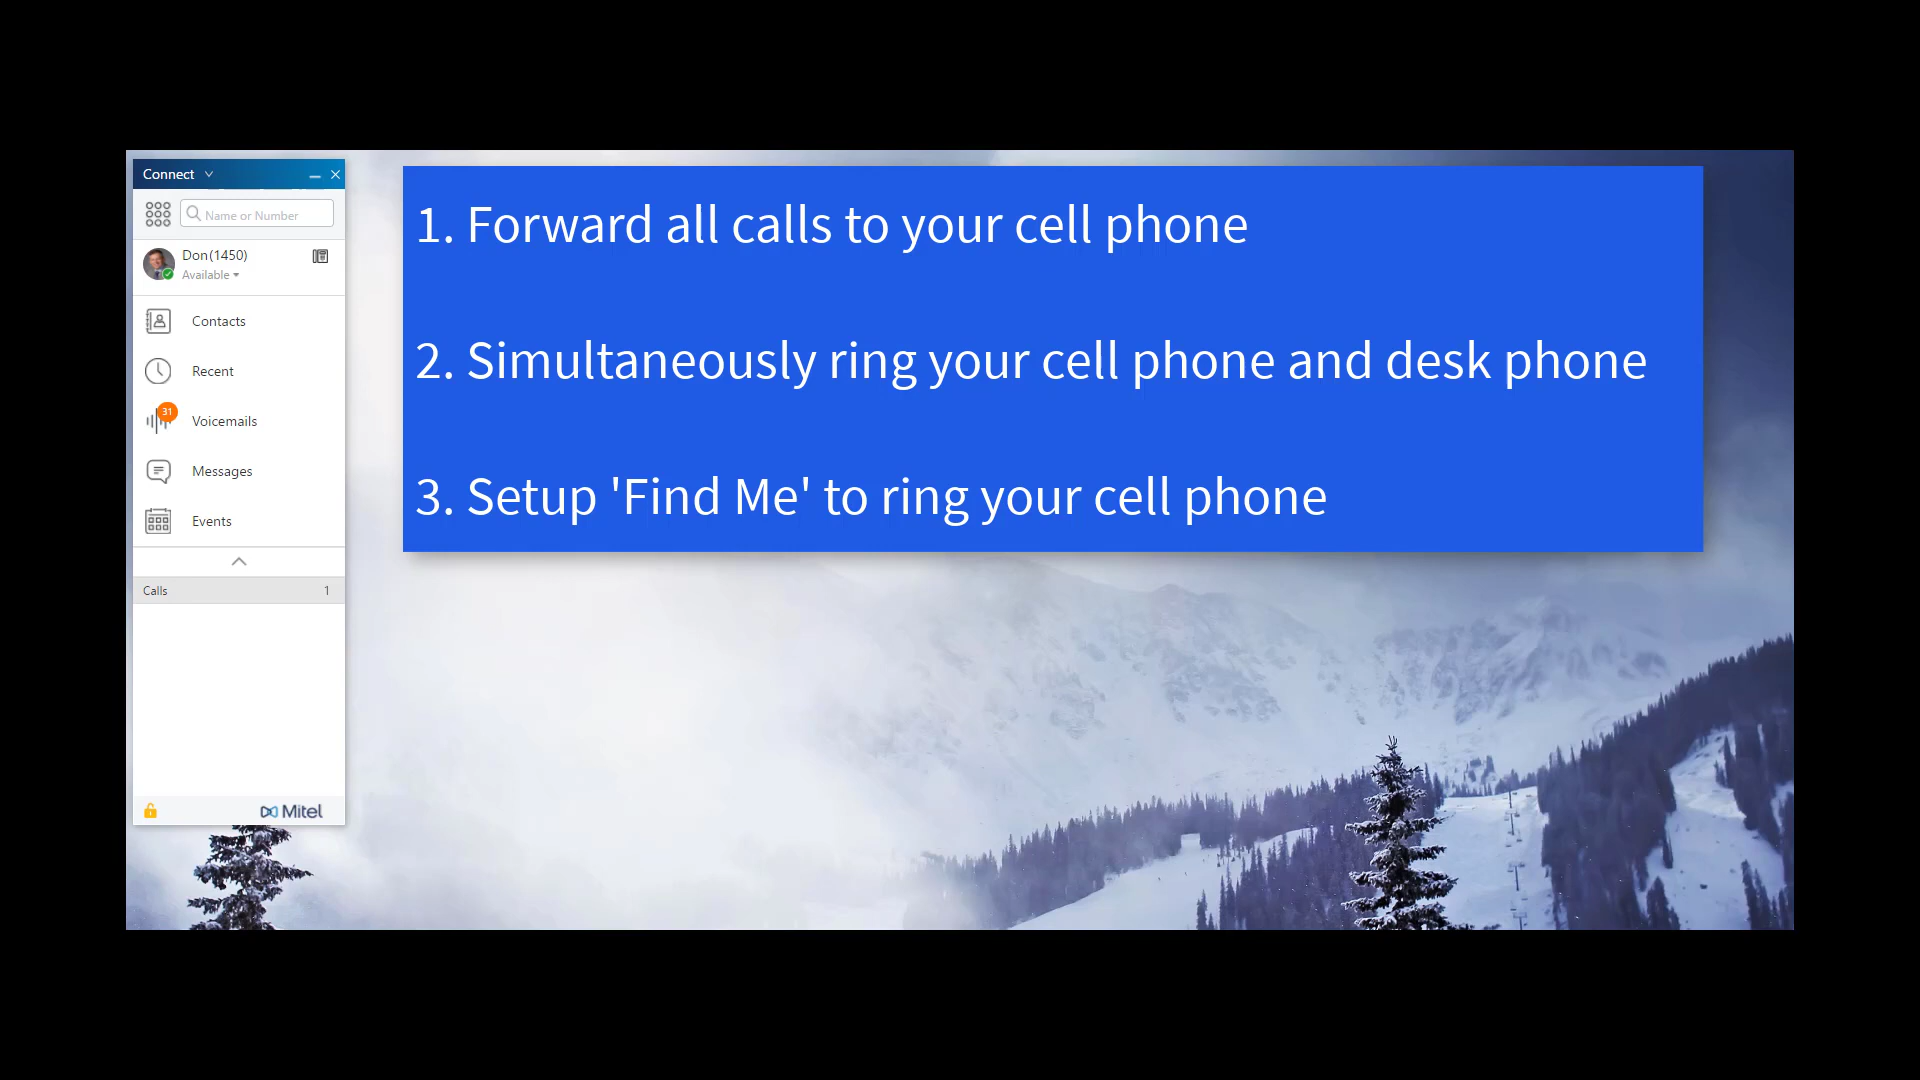 Connect
Name or Number
Don(1450)
Available
Contacts
Recent
31
Voicemails
Messages
Events
Calls 1
Mitel
1. Forward all calls to your cell phone
2. Simultaneously ring your cell phone and desk phone
3. Setup 'Find Me' to ring your cell phone